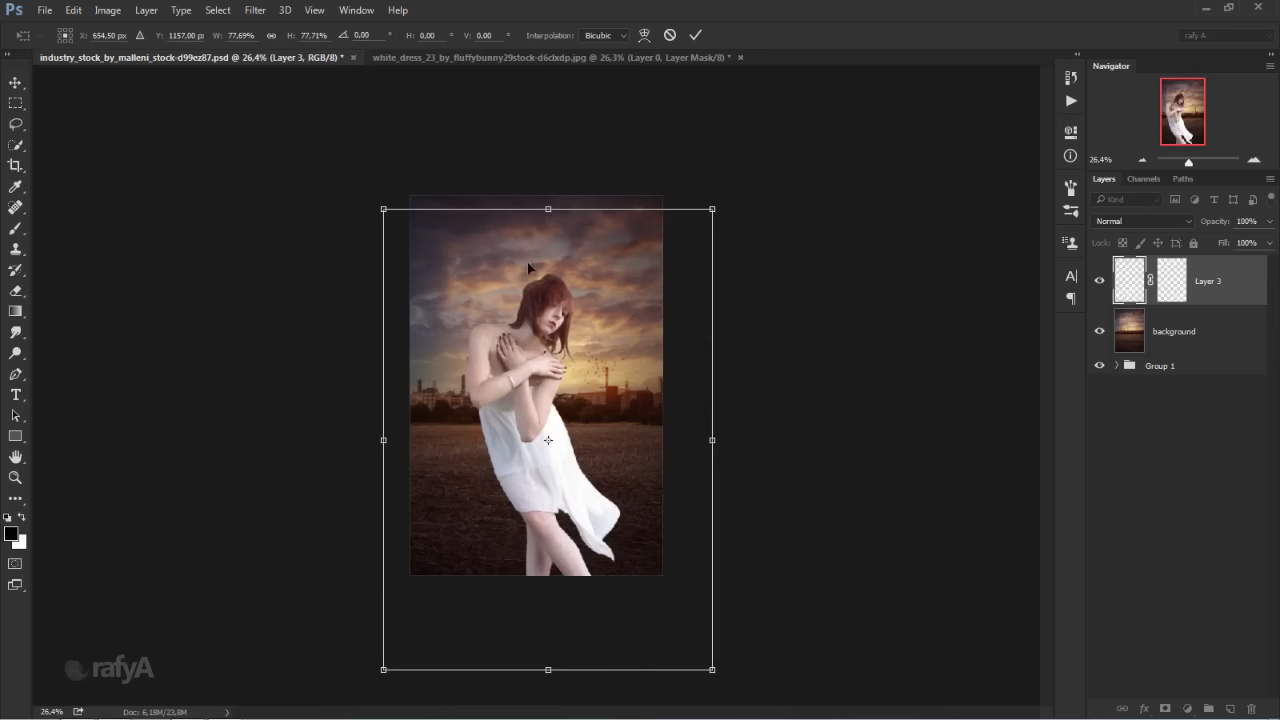 Ps File Edit Image Layer Type Select Filter 3D View Window Help
X: 654,50 px Y: 1157,00 px W: 77,69% H: 77,71% 0,00 ° H: 0,00 ° V: 0,00 ° Interpolation: Bicubic rafy A
industry_stock_by_malleni_stock-d99ez87.psd @ 26,4% (Layer 3, RGB/8) * × white_dress_23_by_fluffybunny29stock-d6cbxdp.jpg @ 26,3% (Layer 0, Layer Mask/8) * ×
Navigator
26,4%
Layers Channels Paths
Kind
Normal Opacity: 100%
Lock: Fill: 100%
Layer 3
background
Group 1
rafyA
26,4% Doc: 6,18M/23,8M